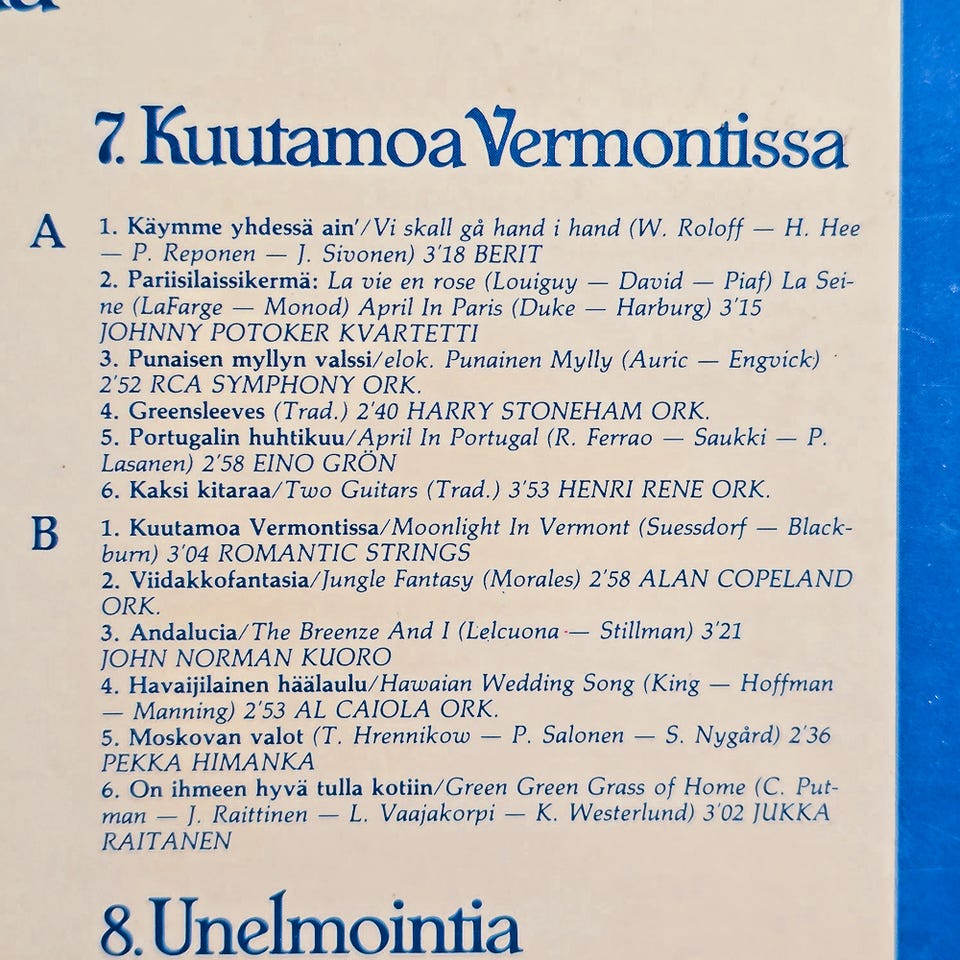 7. Kuutamoa Vermontissa
A
1. Käymme yhdessä ain'/Vi skall gå hand i hand (W. Roloff — H. Hee
— P. Reponen — J. Sivonen) 3'18 BERIT
2. Pariisilaissikermä: La vie en rose (Louiguy — David — Piaf) La Sei-
ne (LaFarge — Monod) April In Paris (Duke — Harburg) 3'15
JOHNNY POTOKER KVARTETTI
3. Punaisen myllyn valssi/elok. Punainen Mylly (Auric — Engvick)
2'52 RCA SYMPHONY ORK.
4. Greensleeves (Trad.) 2'40 HARRY STONEHAM ORK.
5. Portugalin huhtikuu/April In Portugal (R. Ferrao — Saukki — P.
Lasanen) 2'58 EINO GRÖN
6. Kaksi kitaraa/Two Guitars (Trad.) 3'53 HENRI RENE ORK.
B
1. Kuutamoa Vermontissa/Moonlight In Vermont (Suessdorf — Black-
burn) 3'04 ROMANTIC STRINGS
2. Viidakkofantasia/Jungle Fantasy (Morales) 2'58 ALAN COPELAND
ORK.
3. Andalucia/The Breenze And I (Lelcuona — Stillman) 3'21
JOHN NORMAN KUORO
4. Havaijilainen häälaulu/Hawaian Wedding Song (King — Hoffman
— Manning) 2'53 AL CAIOLA ORK.
5. Moskovan valot (T. Hrennikow — P. Salonen — S. Nygård) 2'36
PEKKA HIMANKA
6. On ihmeen hyvä tulla kotiin/Green Green Grass of Home (C. Put-
man — J. Raittinen — L. Vaajakorpi — K. Westerlund) 3'02 JUKKA
RAITANEN
8. Unelmointia